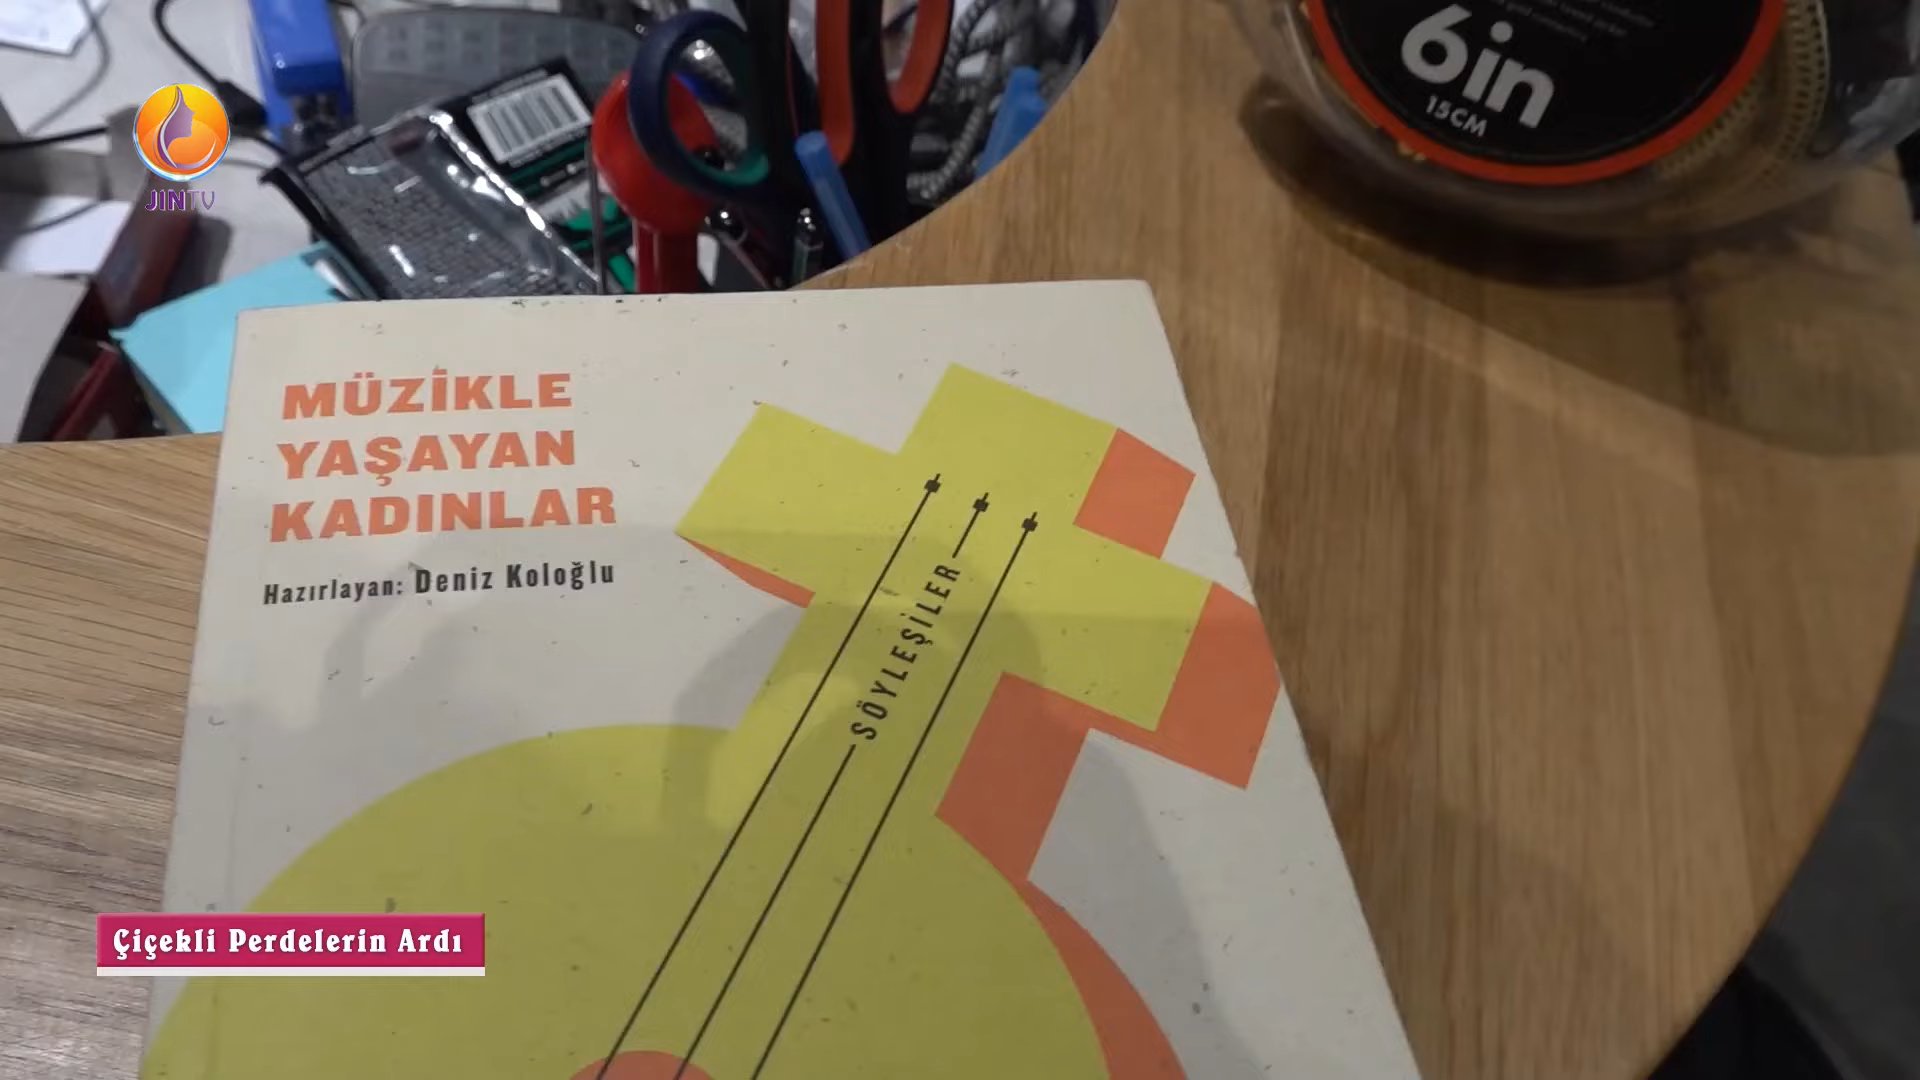 6in
15CM
JINTV
MÜZİKLE
YAŞAYAN
KADINLAR
Hazırlayan: Deniz Koloğlu
SÖYLEŞİLER
Çiçekli Perdelerin Ardı